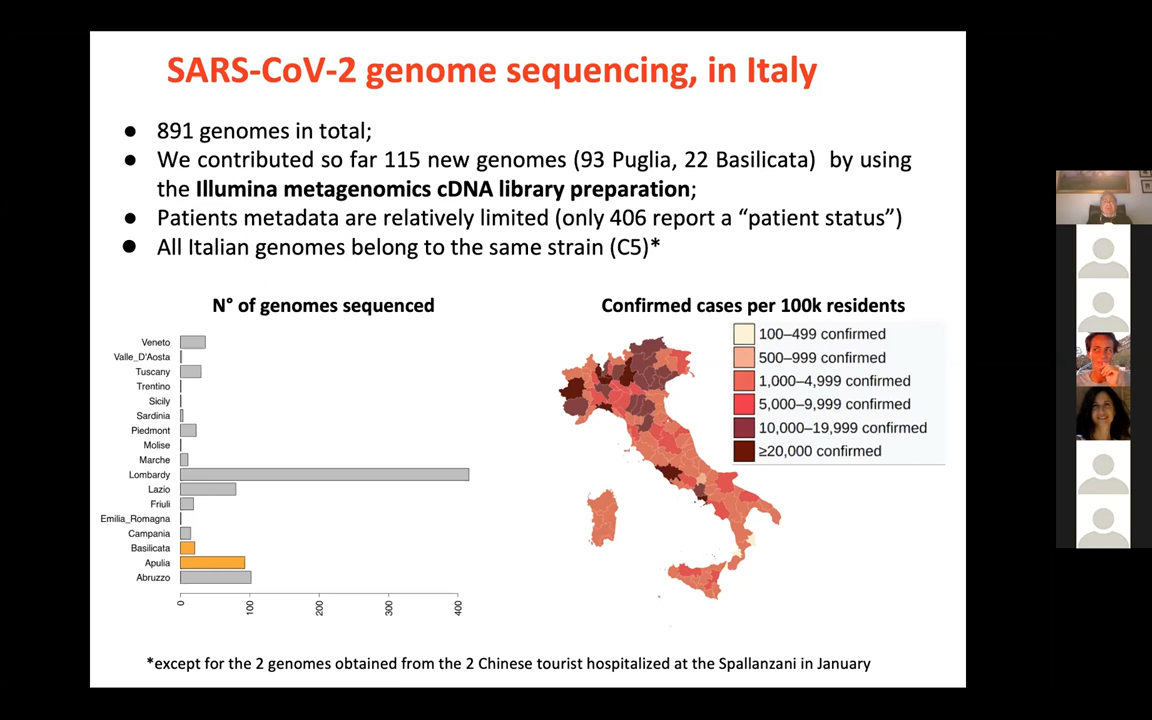 SARS-CoV-2 genome sequencing, in Italy
● 891 genomes in total;
● We contributed so far 115 new genomes (93 Puglia, 22 Basilicata) by using
the Illumina metagenomics cDNA library preparation;
● Patients metadata are relatively limited (only 406 report a “patient status”)
● All Italian genomes belong to the same strain (C5)*
N° of genomes sequenced
Veneto
Valle_D'Aosta
Tuscany
Trentino
Sicily
Sardinia
Piedmont
Molise
Marche
Lombardy
Lazio
Friuli
Emilia_Romagna
Campania
Basilicata
Apulia
Abruzzo
0 100 200 300 400
Confirmed cases per 100k residents
100–499 confirmed
500–999 confirmed
1,000–4,999 confirmed
5,000–9,999 confirmed
10,000–19,999 confirmed
≥20,000 confirmed
*except for the 2 genomes obtained from the 2 Chinese tourist hospitalized at the Spallanzani in January